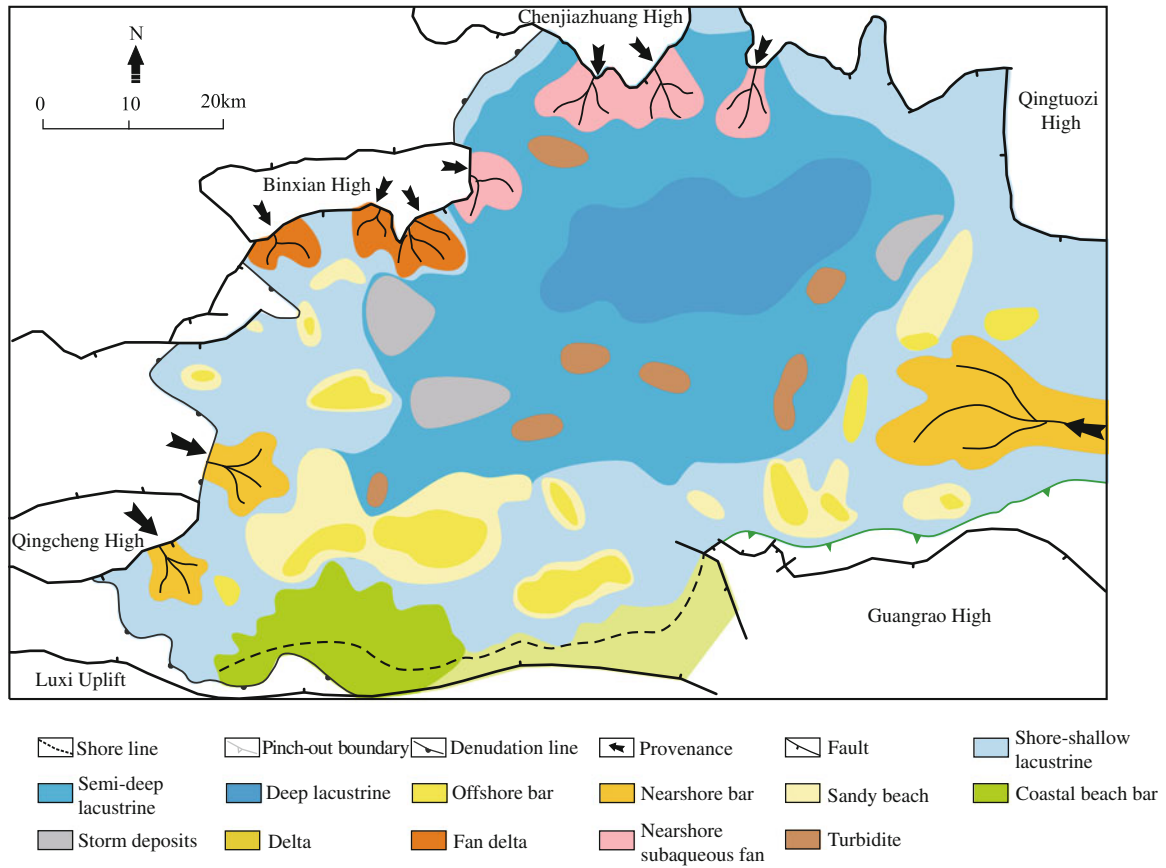 Chenjiazhuang High
N
0 10 20km
Qingtuozi
High
Binxian High
Qingcheng High
Guangrao High
Luxi Uplift
Shore line
Pinch-out boundary
Denudation line
Provenance
Fault
Shore-shallow
lacustrine
Semi-deep
lacustrine
Deep lacustrine
Offshore bar
Nearshore bar
Sandy beach
Coastal beach bar
Storm deposits
Delta
Fan delta
Nearshore
subaqueous fan
Turbidite